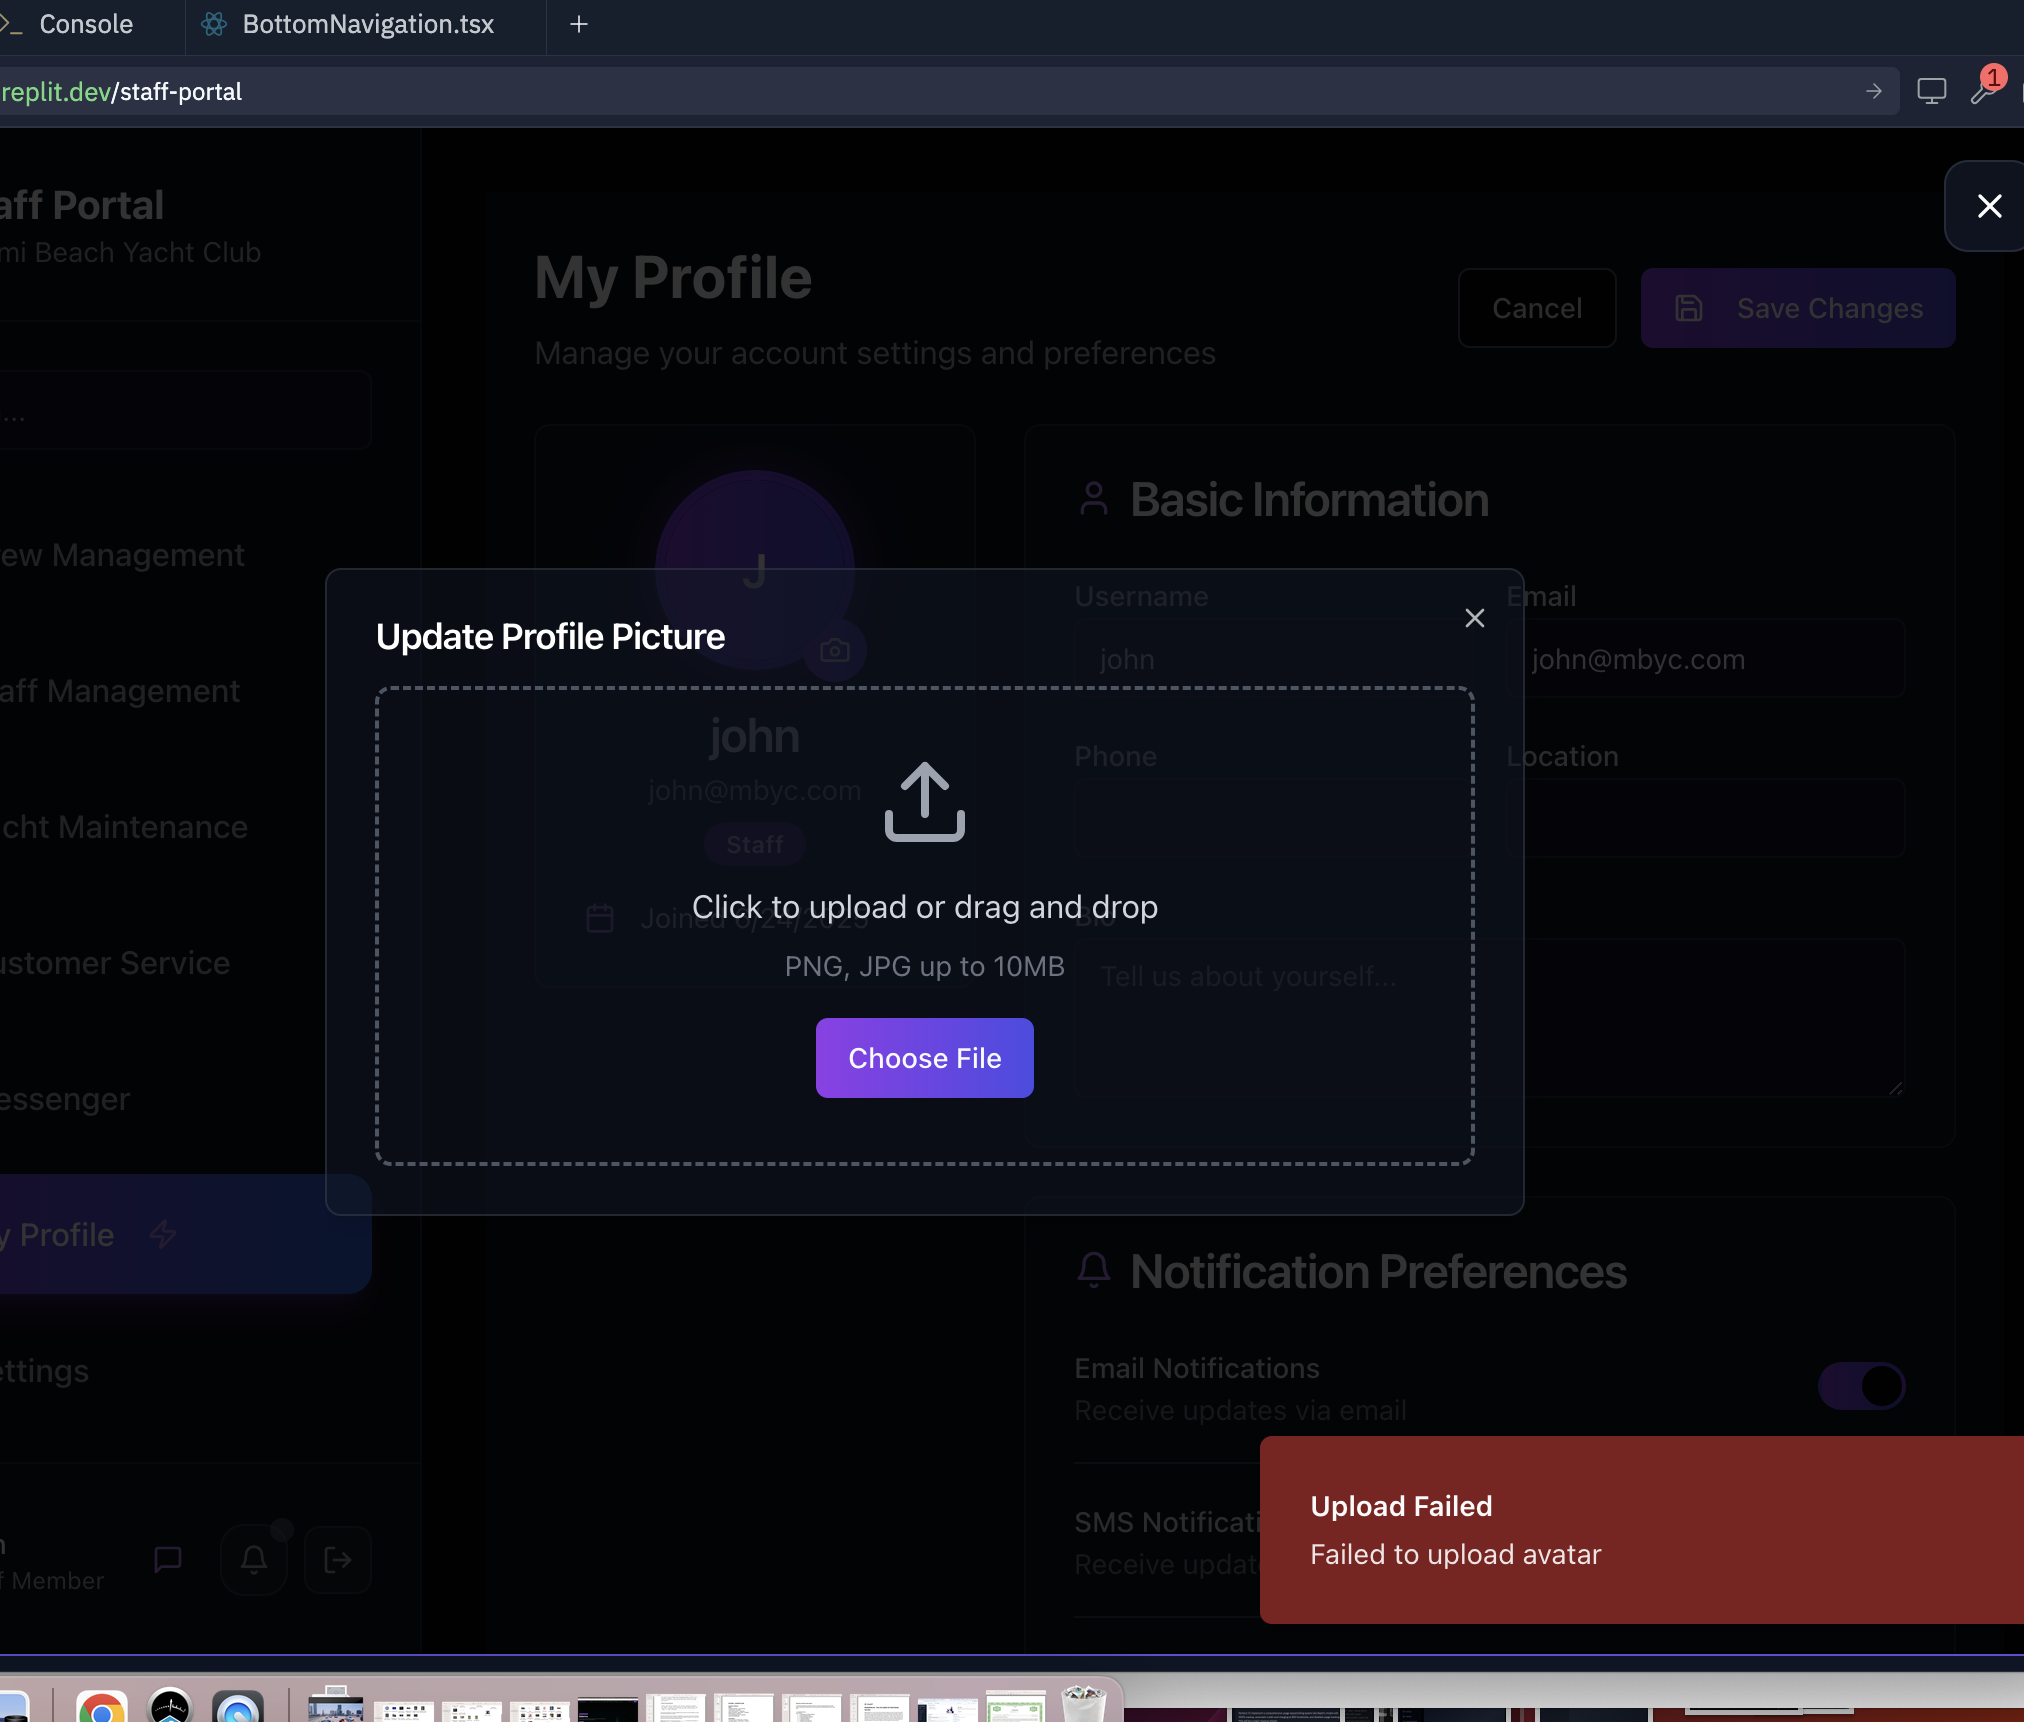 Console
BottomNavigation.tsx
replit.dev/staff-portal
1
aff Portal
mi Beach Yacht Club
...
My Profile
Manage your account settings and preferences
Cancel
Save Changes
ew Management
aff Management
cht Maintenance
ustomer Service
essenger
y Profile
ettings
f Member
J
john
john@mbyc.com
Staff
Joined 6/24/2025
Basic Information
Username
john
Email
john@mbyc.com
Phone
Location
Bio
Tell us about yourself...
Update Profile Picture
Click to upload or drag and drop
PNG, JPG up to 10MB
Choose File
Notification Preferences
Email Notifications
Receive updates via email
SMS Notificati
Receive updat
Upload Failed
Failed to upload avatar